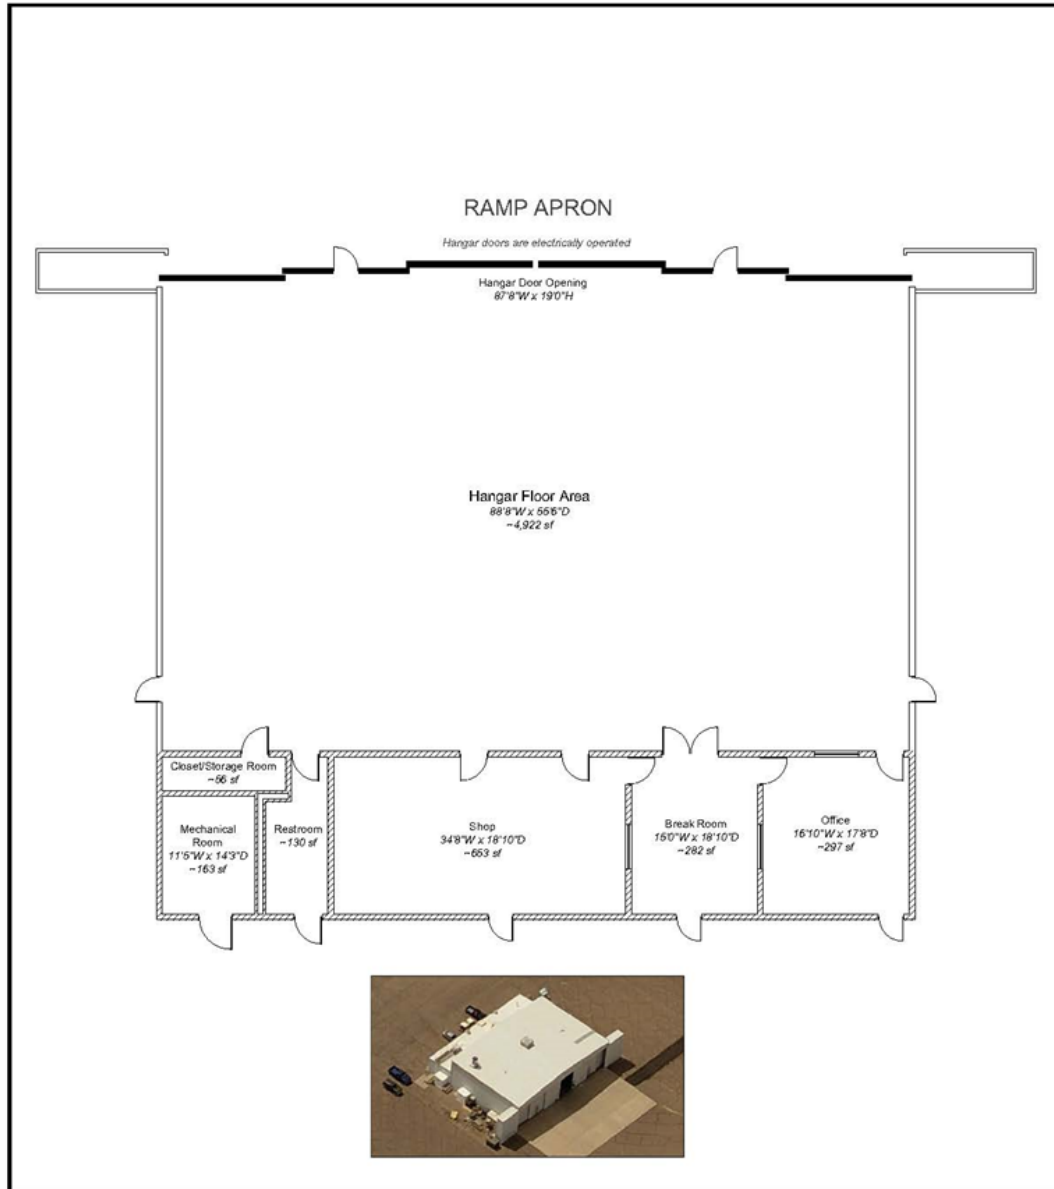 RAMP APRON
Hangar doors are electrically operated
Hangar Door Opening
87'8"W x 19'0"H
Hangar Floor Area
88'8"W x 55'6"D
~4,922 sf
Closet/Storage Room
~56 sf
Mechanical
Room
11'5"W x 14'3"D
~163 sf
Restroom
~130 sf
Shop
34'8"W x 18'10"D
~653 sf
Break Room
15'0"W x 18'10"D
~282 sf
Office
16'10"W x 17'8"D
~297 sf